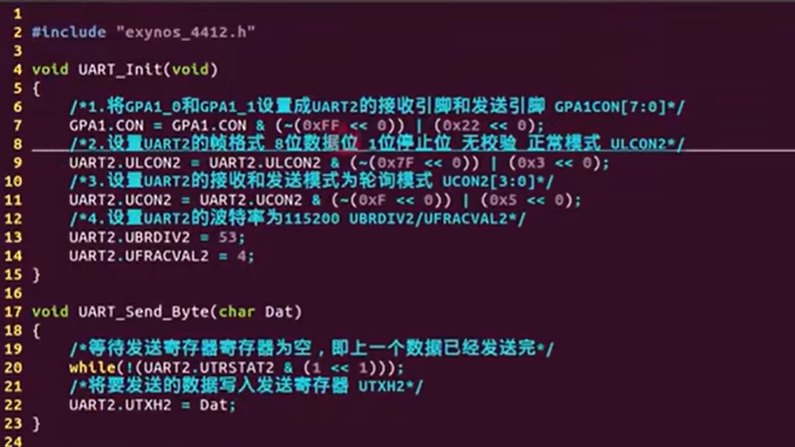 1
2 #include "exynos_4412.h"
3
4 void UART_Init(void)
5 {
6 /*1.将GPA1_0和GPA1_1设置成UART2的接收引脚和发送引脚 GPA1CON[7:0]*/
7 GPA1.CON = GPA1.CON & (~(0xFF << 0)) | (0x22 << 0);
8 /*2.设置UART2的帧格式 8位数据位 1位停止位 无校验 正常模式 ULCON2*/
9 UART2.ULCON2 = UART2.ULCON2 & (~(0x7F << 0)) | (0x3 << 0);
10 /*3.设置UART2的接收和发送模式为轮询模式 UCON2[3:0]*/
11 UART2.UCON2 = UART2.UCON2 & (~(0xF << 0)) | (0x5 << 0);
12 /*4.设置UART2的波特率为115200 UBRDIV2/UFRACVAL2*/
13 UART2.UBRDIV2 = 53;
14 UART2.UFRACVAL2 = 4;
15 }
16
17 void UART_Send_Byte(char Dat)
18 {
19 /*等待发送寄存器寄存器为空，即上一个数据已经发送完*/
20 while(!(UART2.UTRSTAT2 & (1 << 1)));
21 /*将要发送的数据写入发送寄存器 UTXH2*/
22 UART2.UTXH2 = Dat;
23 }
24